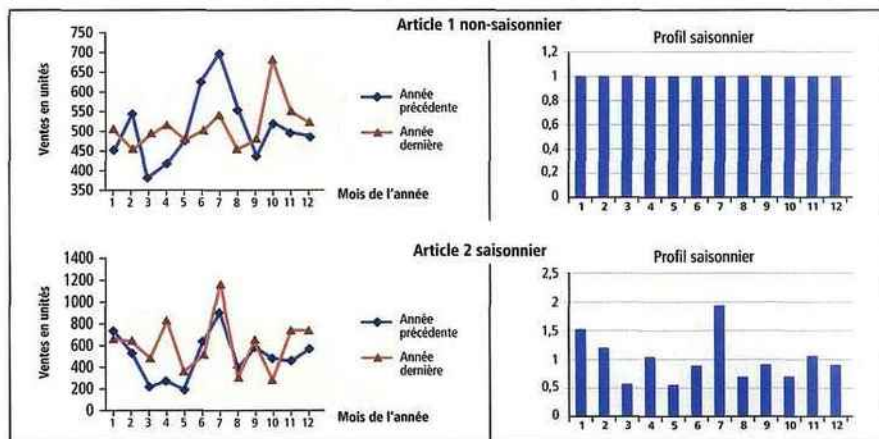 Article 1 non-saisonnier
Ventes en unités
750
700
650
600
550
500
450
400
350
1 2 3 4 5 6 7 8 9 10 11 12
Mois de l'année
Année précédente
Année dernière
Profil saisonnier
1,2
1
0,8
0,6
0,4
0,2
0
1 2 3 4 5 6 7 8 9 10 11 12
Article 2 saisonnier
Ventes en unités
1400
1200
1000
800
600
400
200
0
1 2 3 4 5 6 7 8 9 10 11 12
Mois de l'année
Année
précédente
Année
dernière
Profil saisonnier
2,5
2
1,5
1
0,5
0
1 2 3 4 5 6 7 8 9 10 11 12